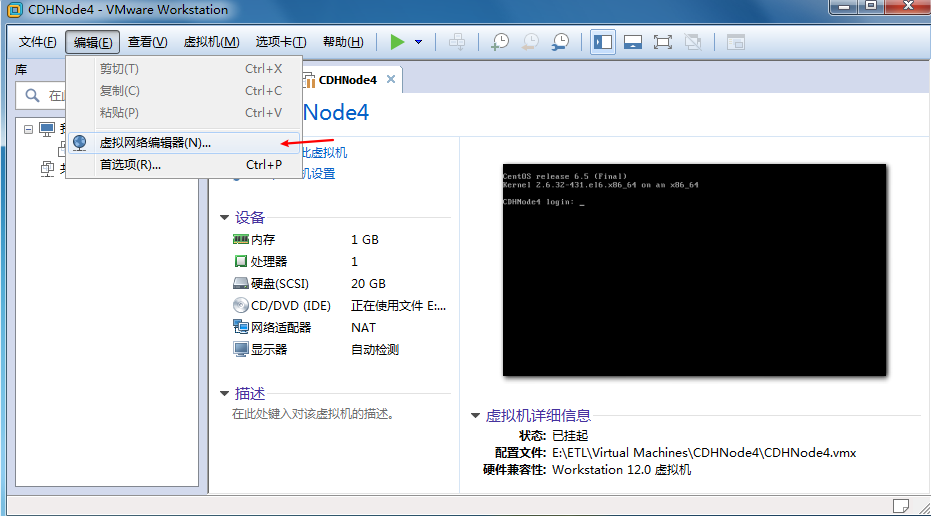 CDHNode4 - VMware Workstation
文件(F) 编辑(E) 查看(V) 虚拟机(M) 选项卡(T) 帮助(H)
库
在
剪切(T) Ctrl+X
复制(C) Ctrl+C
粘贴(P) Ctrl+V
虚拟网络编辑器(N)...
首选项(R)... Ctrl+P
CDHNode4
Node4
此虚拟机
机设置
设备
内存 1 GB
处理器 1
硬盘(SCSI) 20 GB
CD/DVD (IDE) 正在使用文件 E:...
网络适配器 NAT
显示器 自动检测
描述
在此处键入对该虚拟机的描述。
CentOS release 6.5 (Final)
Kernel 2.6.32-431.el6.x86_64 on an x86_64
CDHNode4 login: _
虚拟机详细信息
状态: 已挂起
配置文件: E:\ETL\Virtual Machines\CDHNode4\CDHNode4.vmx
硬件兼容性: Workstation 12.0 虚拟机